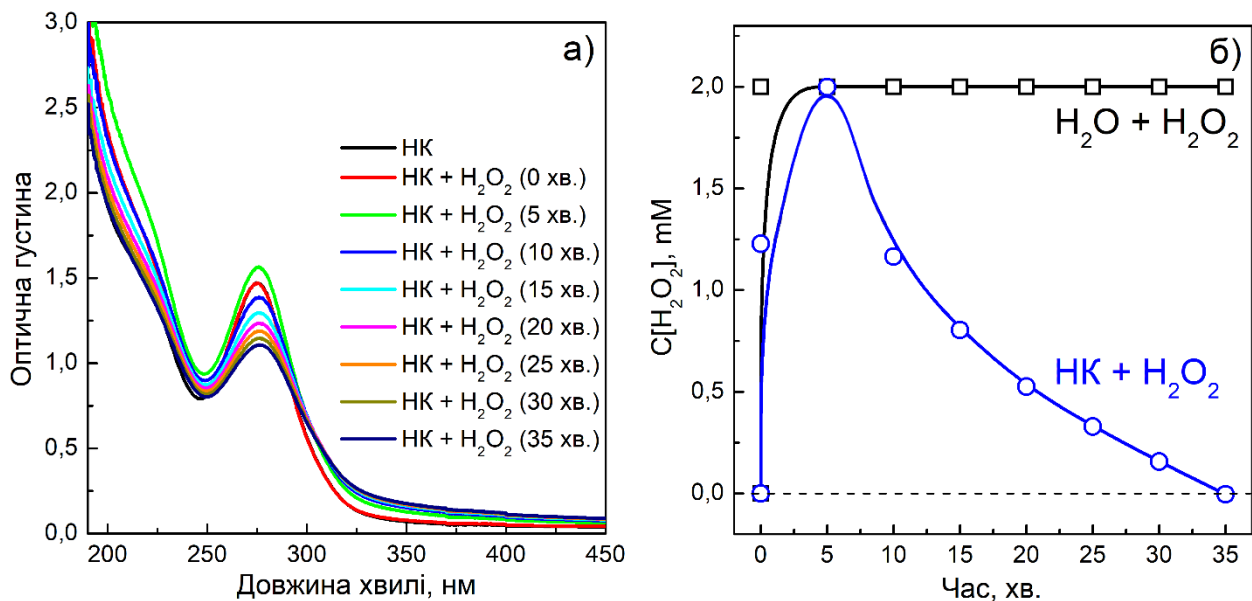 а)
3,0
2,5
2,0
1,5
1,0
0,5
0,0
Оптична густина
НК
НК + H₂O₂ (0 хв.)
НК + H₂O₂ (5 хв.)
НК + H₂O₂ (10 хв.)
НК + H₂O₂ (15 хв.)
НК + H₂O₂ (20 хв.)
НК + H₂O₂ (25 хв.)
НК + H₂O₂ (30 хв.)
НК + H₂O₂ (35 хв.)
200 250 300 350 400 450
Довжина хвилі, нм
б)
2,0
1,5
2,0
0,5
0,0
C[H₂O₂], mM
H₂O + H₂O₂
НК + H₂O₂
0 5 10 15 20 25 30 35
Час, хв.